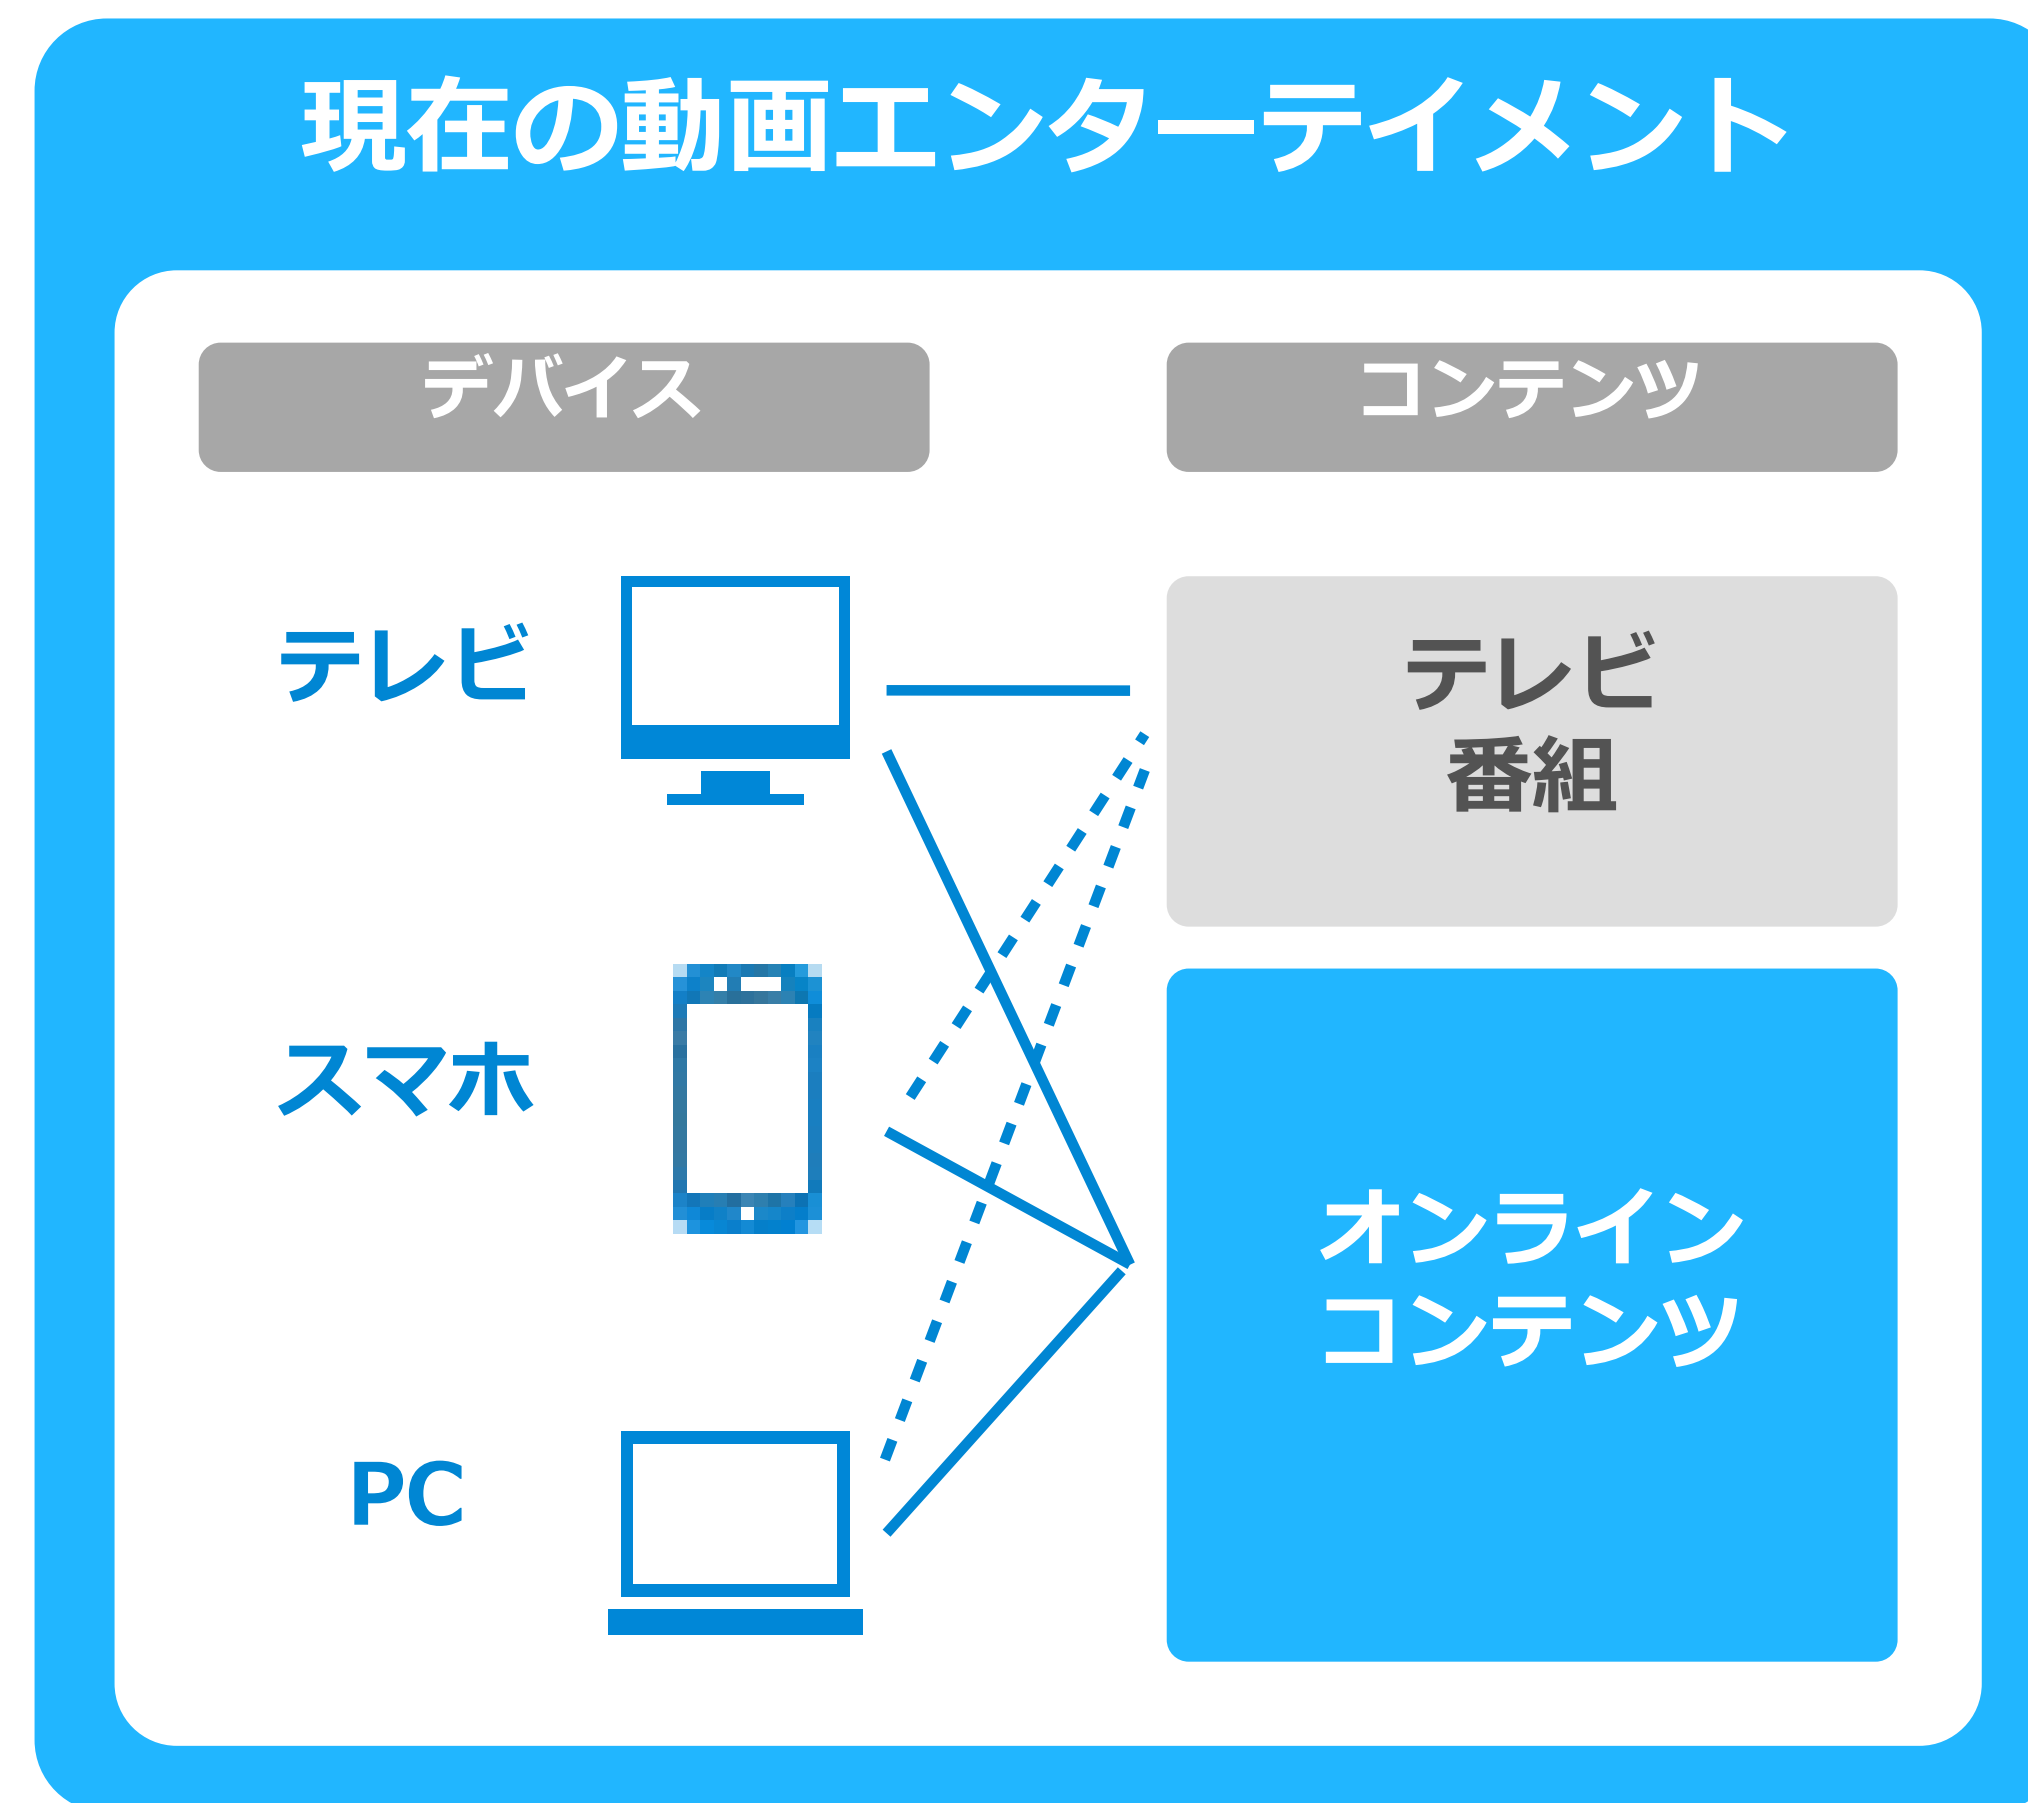 現在の動画エンターテイメント
デバイス
コンテンツ
テレビ
テレビ
番組
スマホ
オンライン
コンテンツ
PC